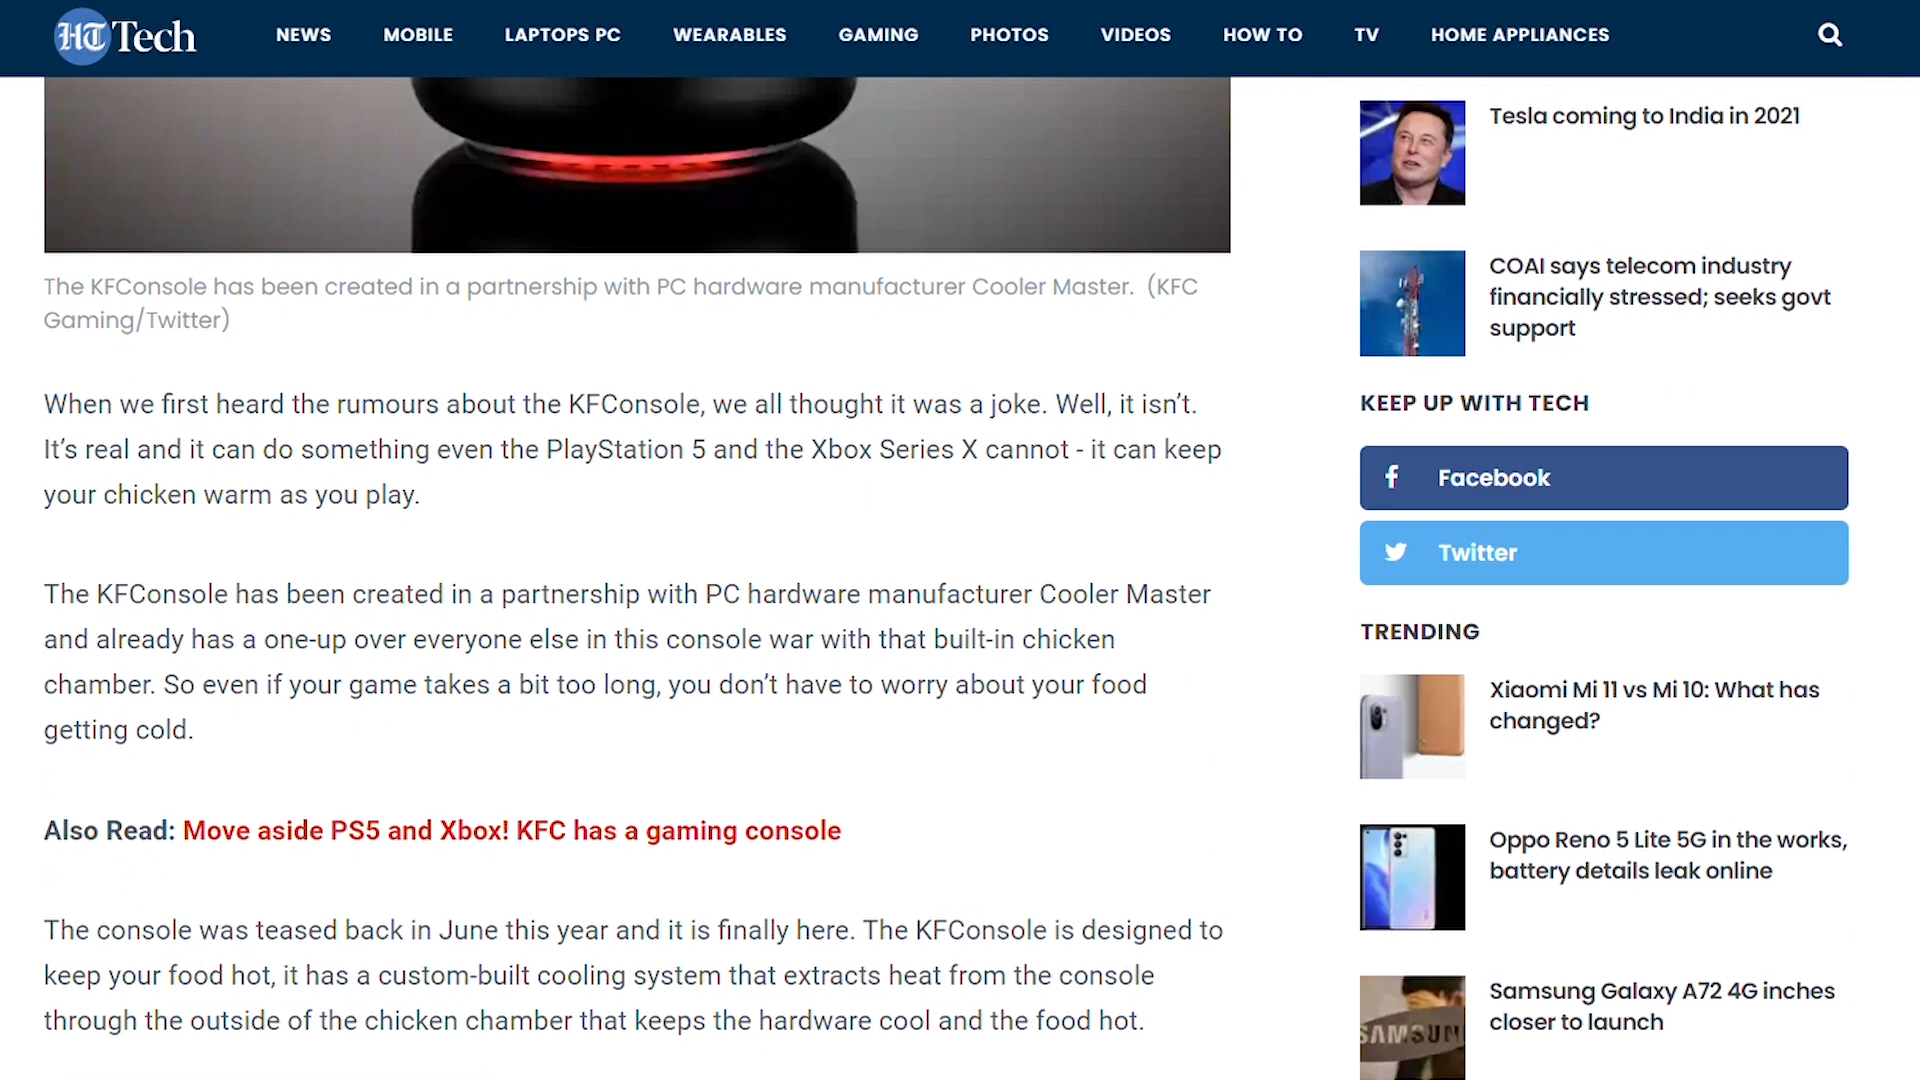 HT Tech
NEWS
MOBILE
LAPTOPS PC
WEARABLES
GAMING
PHOTOS
VIDEOS
HOW TO
TV
HOME APPLIANCES
The KFConsole has been created in a partnership with PC hardware manufacturer Cooler Master. (KFC
Gaming/Twitter)
When we first heard the rumours about the KFConsole, we all thought it was a joke. Well, it isn’t.
It’s real and it can do something even the PlayStation 5 and the Xbox Series X cannot - it can keep
your chicken warm as you play.
The KFConsole has been created in a partnership with PC hardware manufacturer Cooler Master
and already has a one-up over everyone else in this console war with that built-in chicken
chamber. So even if your game takes a bit too long, you don’t have to worry about your food
getting cold.
Also Read: Move aside PS5 and Xbox! KFC has a gaming console
The console was teased back in June this year and it is finally here. The KFConsole is designed to
keep your food hot, it has a custom-built cooling system that extracts heat from the console
through the outside of the chicken chamber that keeps the hardware cool and the food hot.
Tesla coming to India in 2021
COAI says telecom industry
financially stressed; seeks govt
support
KEEP UP WITH TECH
Facebook
Twitter
TRENDING
Xiaomi Mi 11 vs Mi 10: What has
changed?
Oppo Reno 5 Lite 5G in the works,
battery details leak online
SAMSUN
Samsung Galaxy A72 4G inches
closer to launch